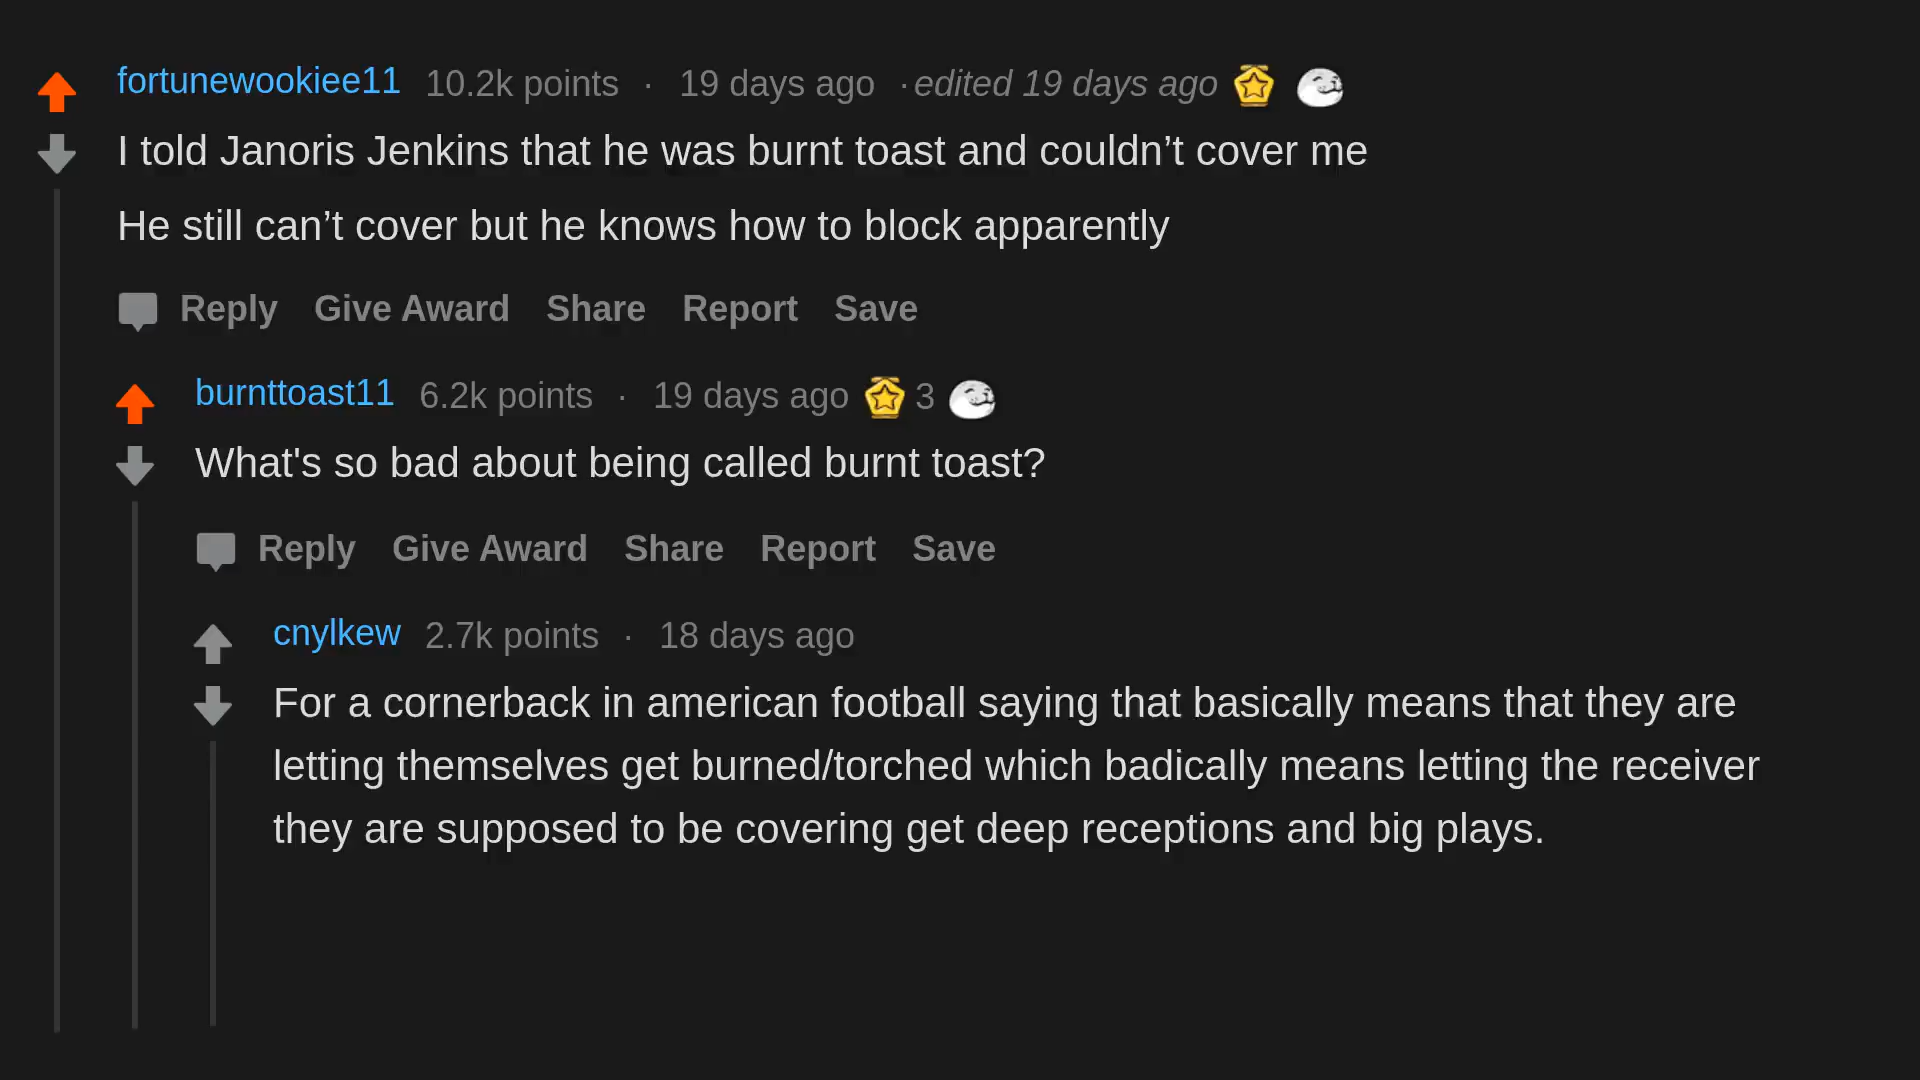 fortunewookiee11 10.2k points · 19 days ago · edited 19 days ago
I told Janoris Jenkins that he was burnt toast and couldn’t cover me
He still can’t cover but he knows how to block apparently
Reply Give Award Share Report Save
burnttoast11 6.2k points · 19 days ago 3
What's so bad about being called burnt toast?
Reply Give Award Share Report Save
cnylkew 2.7k points · 18 days ago
For a cornerback in american football saying that basically means that they are
letting themselves get burned/torched which badically means letting the receiver
they are supposed to be covering get deep receptions and big plays.